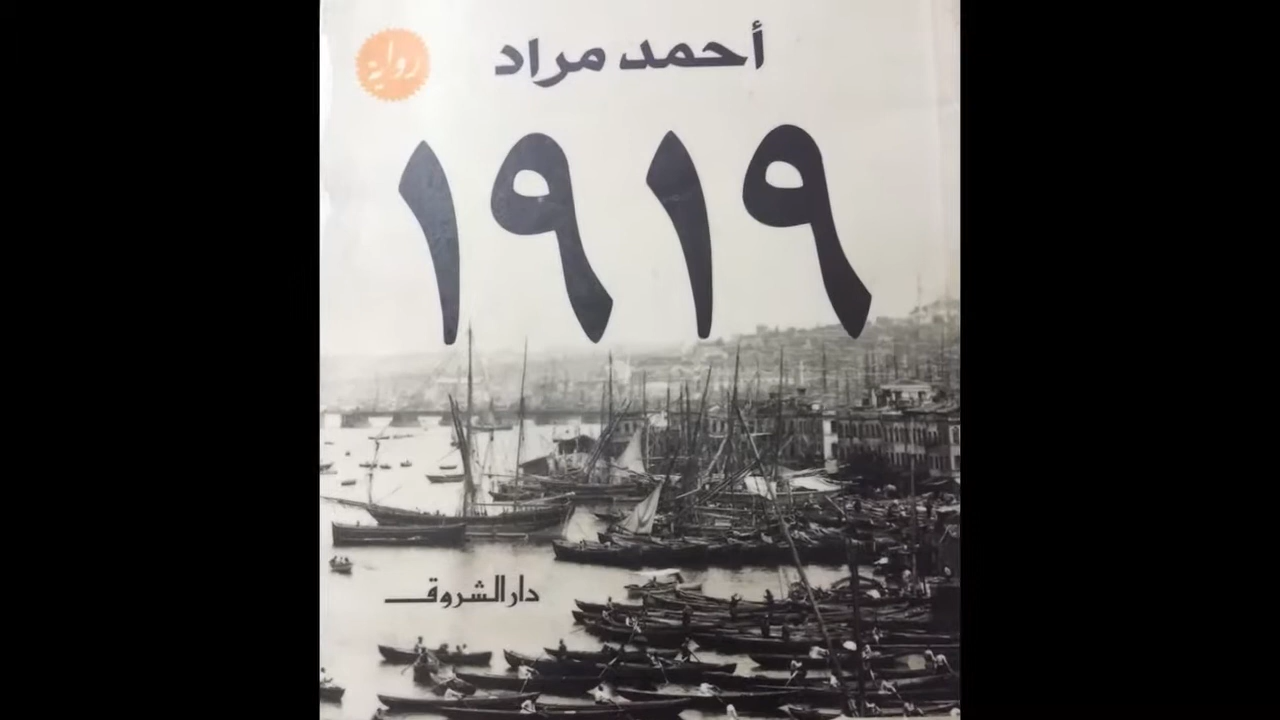 أحمد مراد
رواية
١٩١٩
دار الشروق